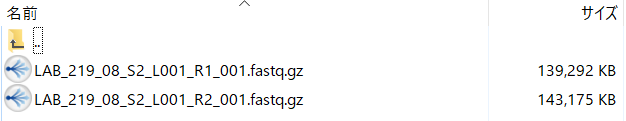 名前 サイズ
..
LAB_219_08_S2_L001_R1_001.fastq.gz 139,292 KB
LAB_219_08_S2_L001_R2_001.fastq.gz 143,175 KB